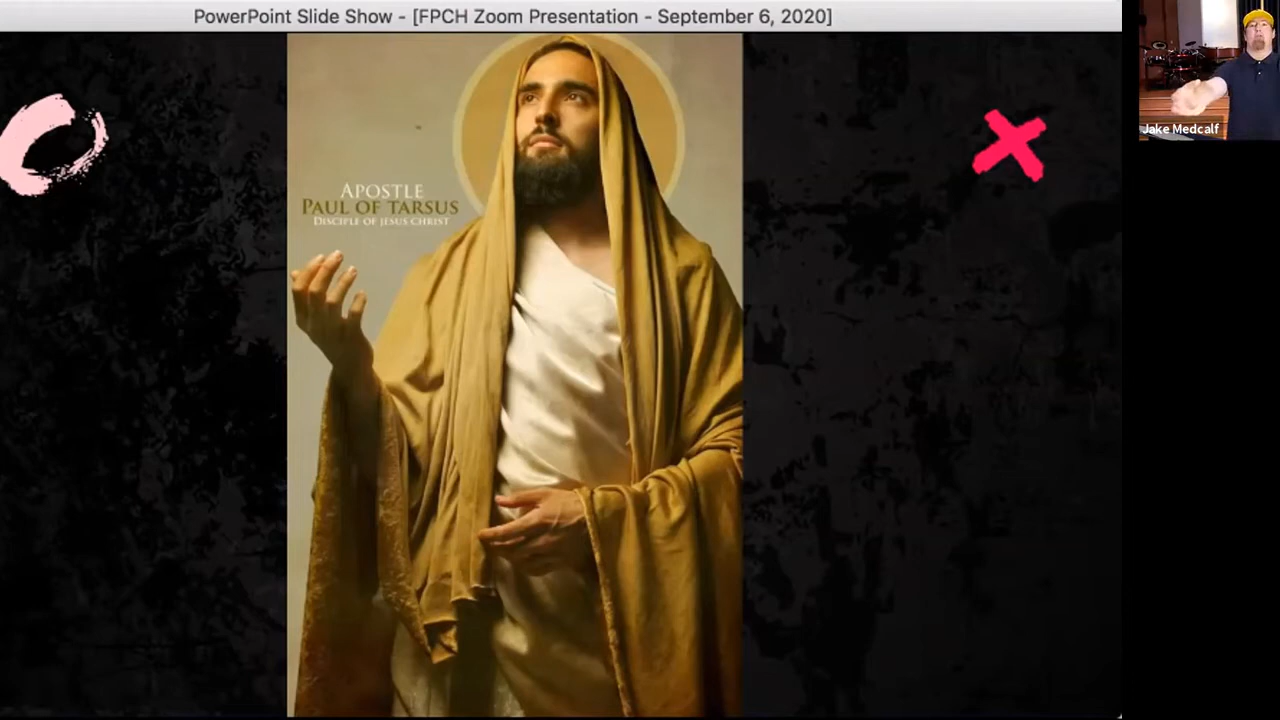 PowerPoint Slide Show - [FPCH Zoom Presentation - September 6, 2020]
Jake Medcalf
APOSTLE
PAUL OF TARSUS
DISCIPLE OF JESUS CHRIST